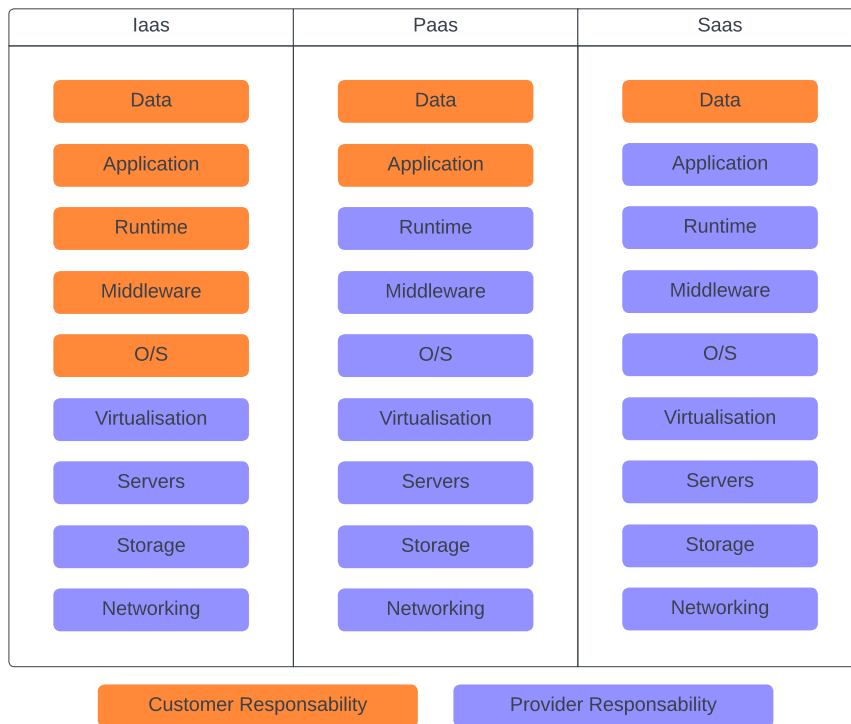 Iaas
Paas
Saas
Data
Data
Data
Application
Application
Application
Runtime
Runtime
Runtime
Middleware
Middleware
Middleware
O/S
O/S
O/S
Virtualisation
Virtualisation
Virtualisation
Servers
Servers
Servers
Storage
Storage
Storage
Networking
Networking
Networking
Customer Responsability
Provider Responsability